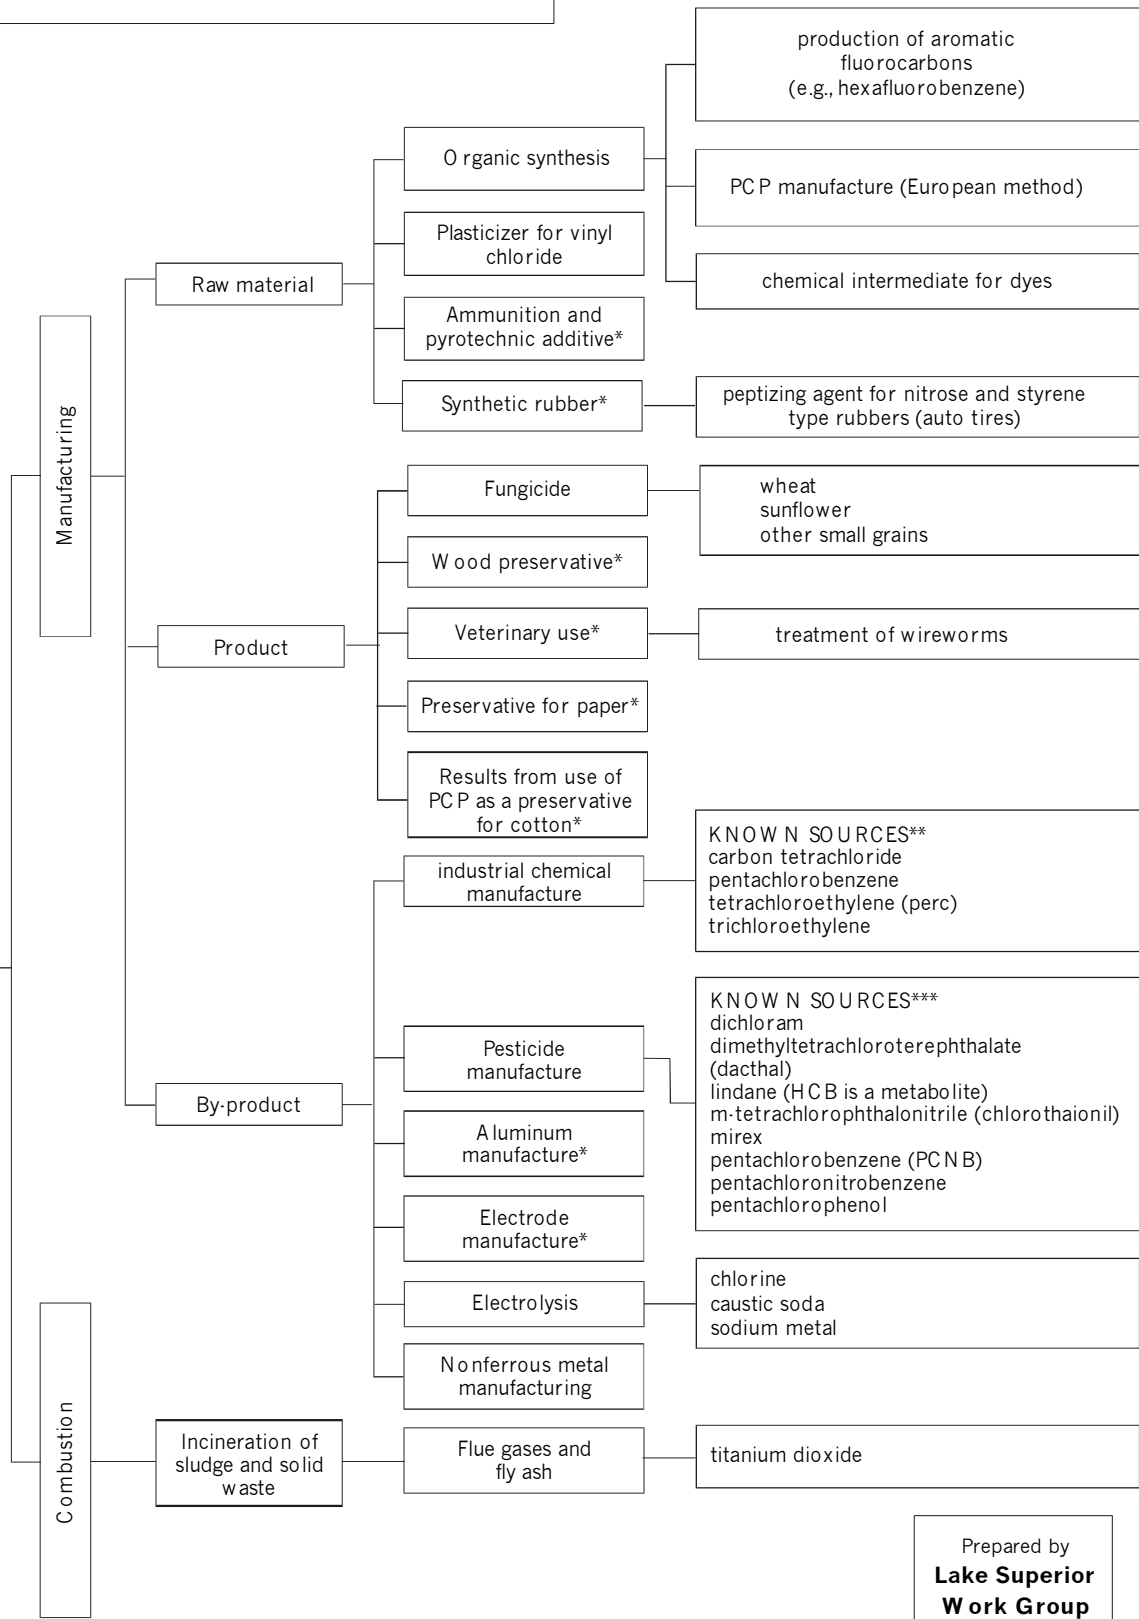 production of aromatic
fluorocarbons
(e.g., hexafluorobenzene)
Organic synthesis
PCP manufacture (European method)
Plasticizer for vinyl
chloride
chemical intermediate for dyes
Raw material
Ammunition and
pyrotechnic additive*
Synthetic rubber*
peptizing agent for nitrose and styrene
type rubbers (auto tires)
Manufacturing
Fungicide
wheat
sunflower
other small grains
Wood preservative*
Product
Veterinary use*
treatment of wireworms
Preservative for paper*
Results from use of
PCP as a preservative
for cotton*
industrial chemical
manufacture
KNOWN SOURCES**
carbon tetrachloride
pentachlorobenzene
tetrachloroethylene (perc)
trichloroethylene
By-product
Pesticide
manufacture
KNOWN SOURCES***
dichloram
dimethyltetrachloroterephthalate
(dacthal)
lindane (HCB is a metabolite)
m-tetrachlorophthalonitrile (chlorothaionil)
mirex
pentachlorobenzene (PCNB)
pentachloronitrobenzene
pentachlorophenol
Aluminum
manufacture*
Electrode
manufacture*
Electrolysis
chlorine
caustic soda
sodium metal
Nonferrous metal
manufacturing
Combustion
Incineration of
sludge and solid
waste
Flue gases and
fly ash
titanium dioxide
Prepared by
Lake Superior
Work Group